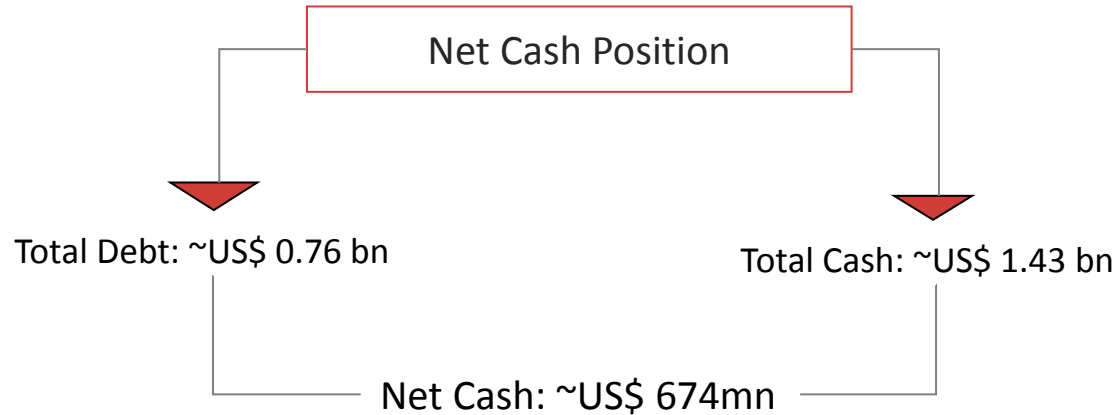 Net Cash Position
Total Debt: ~US$ 0.76 bn
Total Cash: ~US$ 1.43 bn
Net Cash: ~US$ 674mn